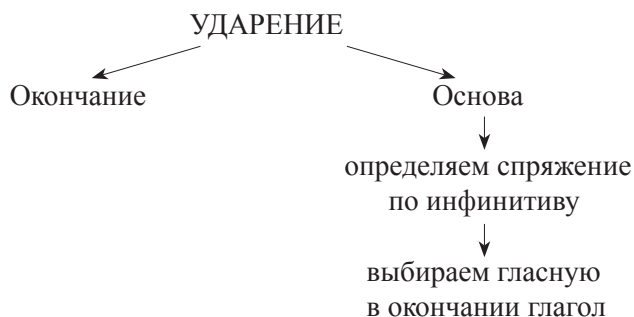 УДАРЕНИЕ
Окончание Основа
определяем спряжение
по инфинитиву
выбираем гласную
в окончании глагол